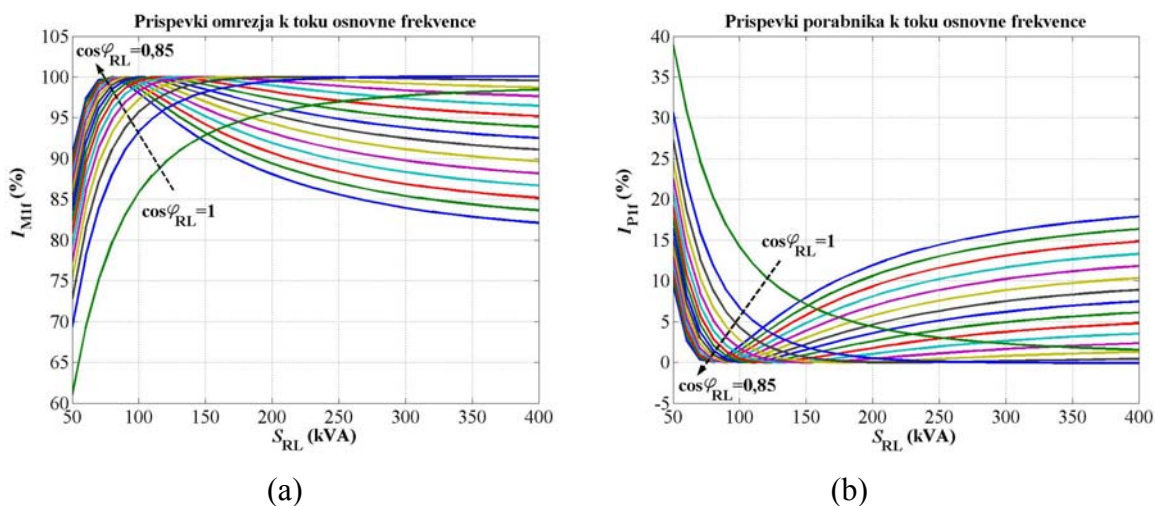 Prispevki omrezja k toku osnovne frekvence
105
100
95
90
85
80
75
70
65
60
I_M1f (%)
cosφ_RL=0,85
cosφ_RL=1
50 100 150 200 250 300 350 400
S_RL (kVA)
(a)
Prispevki porabnika k toku osnovne frekvence
40
35
30
25
20
15
10
5
0
-5
I_P1f (%)
cosφ_RL=1
cosφ_RL=0,85
50 100 150 200 250 300 350 400
S_RL (kVA)
(b)